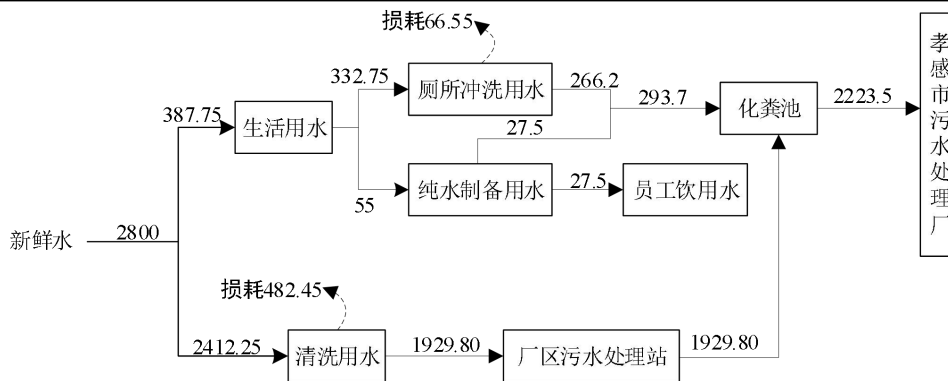 损耗66.55
孝感市污水处理厂
332.75
厕所冲洗用水
266.2
387.75
生活用水
293.7
化粪池
2223.5
27.5
纯水制备用水
27.5
员工饮用水
55
新鲜水
2800
损耗482.45
2412.25
清洗用水
1929.80
厂区污水处理站
1929.80